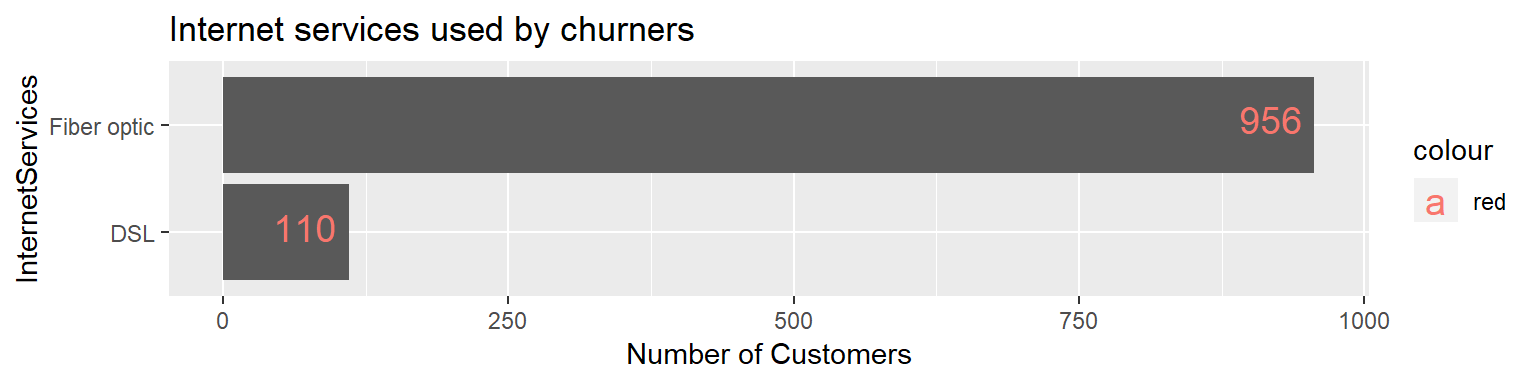 Internet services used by churners
InternetServices
Fiber optic
956
DSL
110
0 250 500 750 1000
Number of Customers
colour
a red